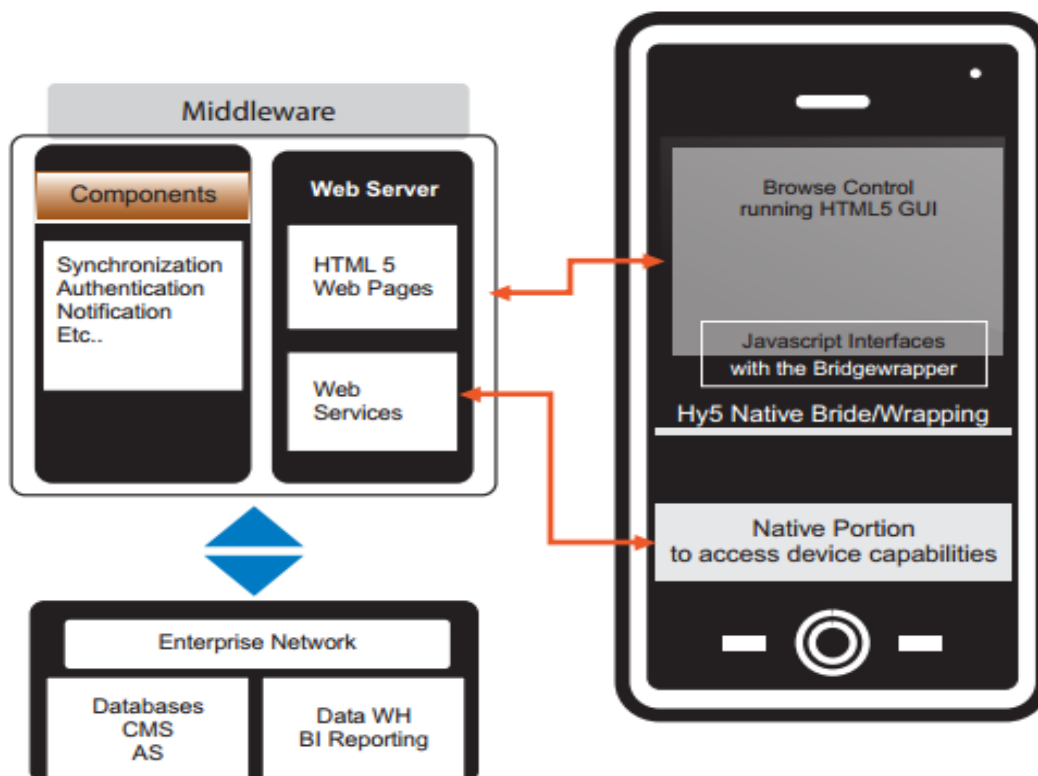 Middleware
Components
Synchronization
Authentication
Notification
Etc..
Web Server
HTML 5
Web Pages
Web
Services
Enterprise Network
Databases
CMS
AS
Data WH
BI Reporting
Browse Control
running HTML5 GUI
Javascript Interfaces
with the Bridgewrapper
Hy5 Native Bride/Wrapping
Native Portion
to access device capabilities